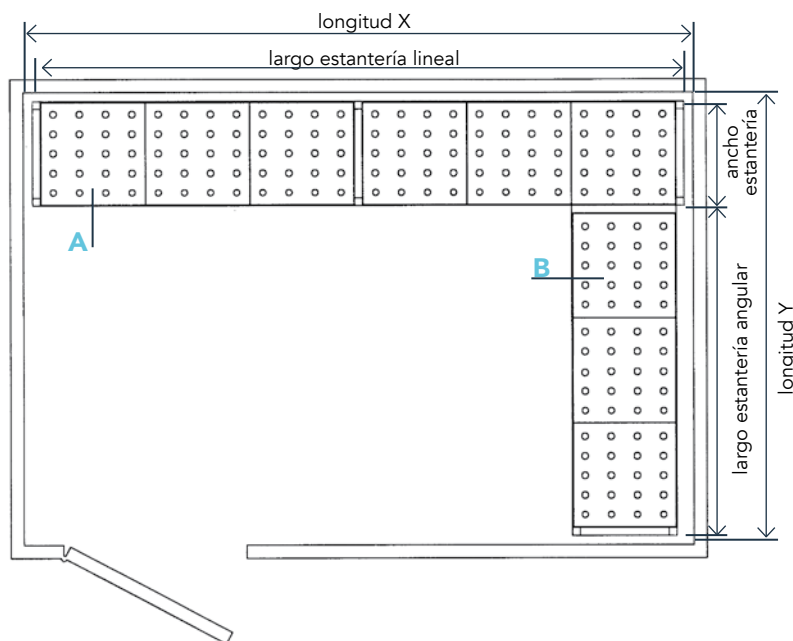 longitud X
largo estantería lineal
ancho
estantería
A
B
largo estantería angular
longitud Y